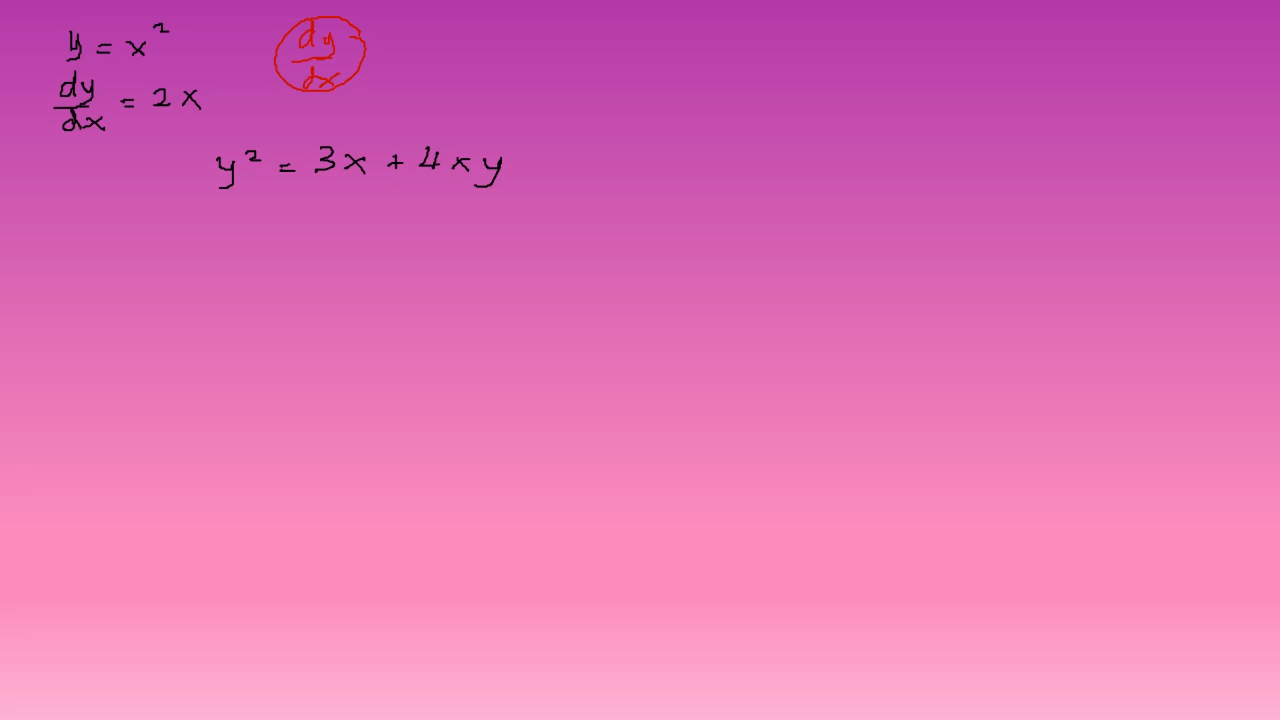 y = x²
dy/dx
dy/dx = 2x
y² = 3x + 4xy